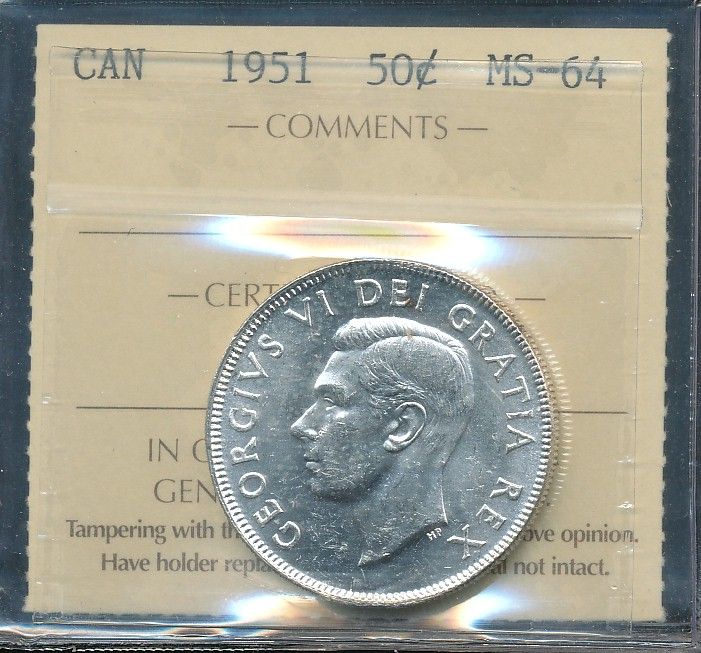 CAN 1951 50¢ MS-64
— COMMENTS —
— CERT —
GEORGIVS VI DEI GRATIA REX
HP
IN
GEN
Tampering with th ove opinion.
Have holder repla al not intact.